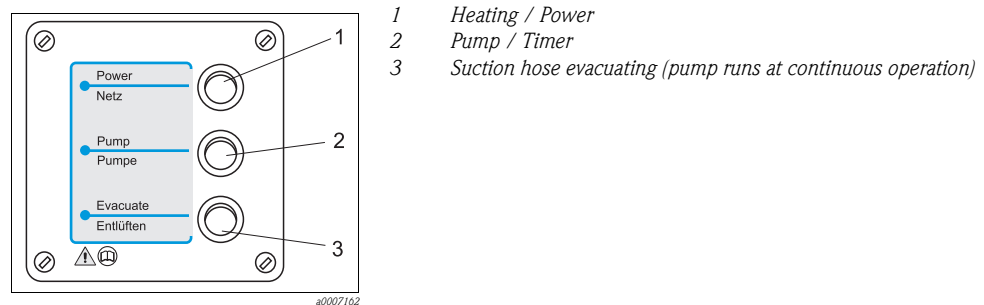 Power
Netz
Pump
Pumpe
Evacuate
Entlüften
1
2
3
a0007162
1 Heating / Power
2 Pump / Timer
3 Suction hose evacuating (pump runs at continuous operation)